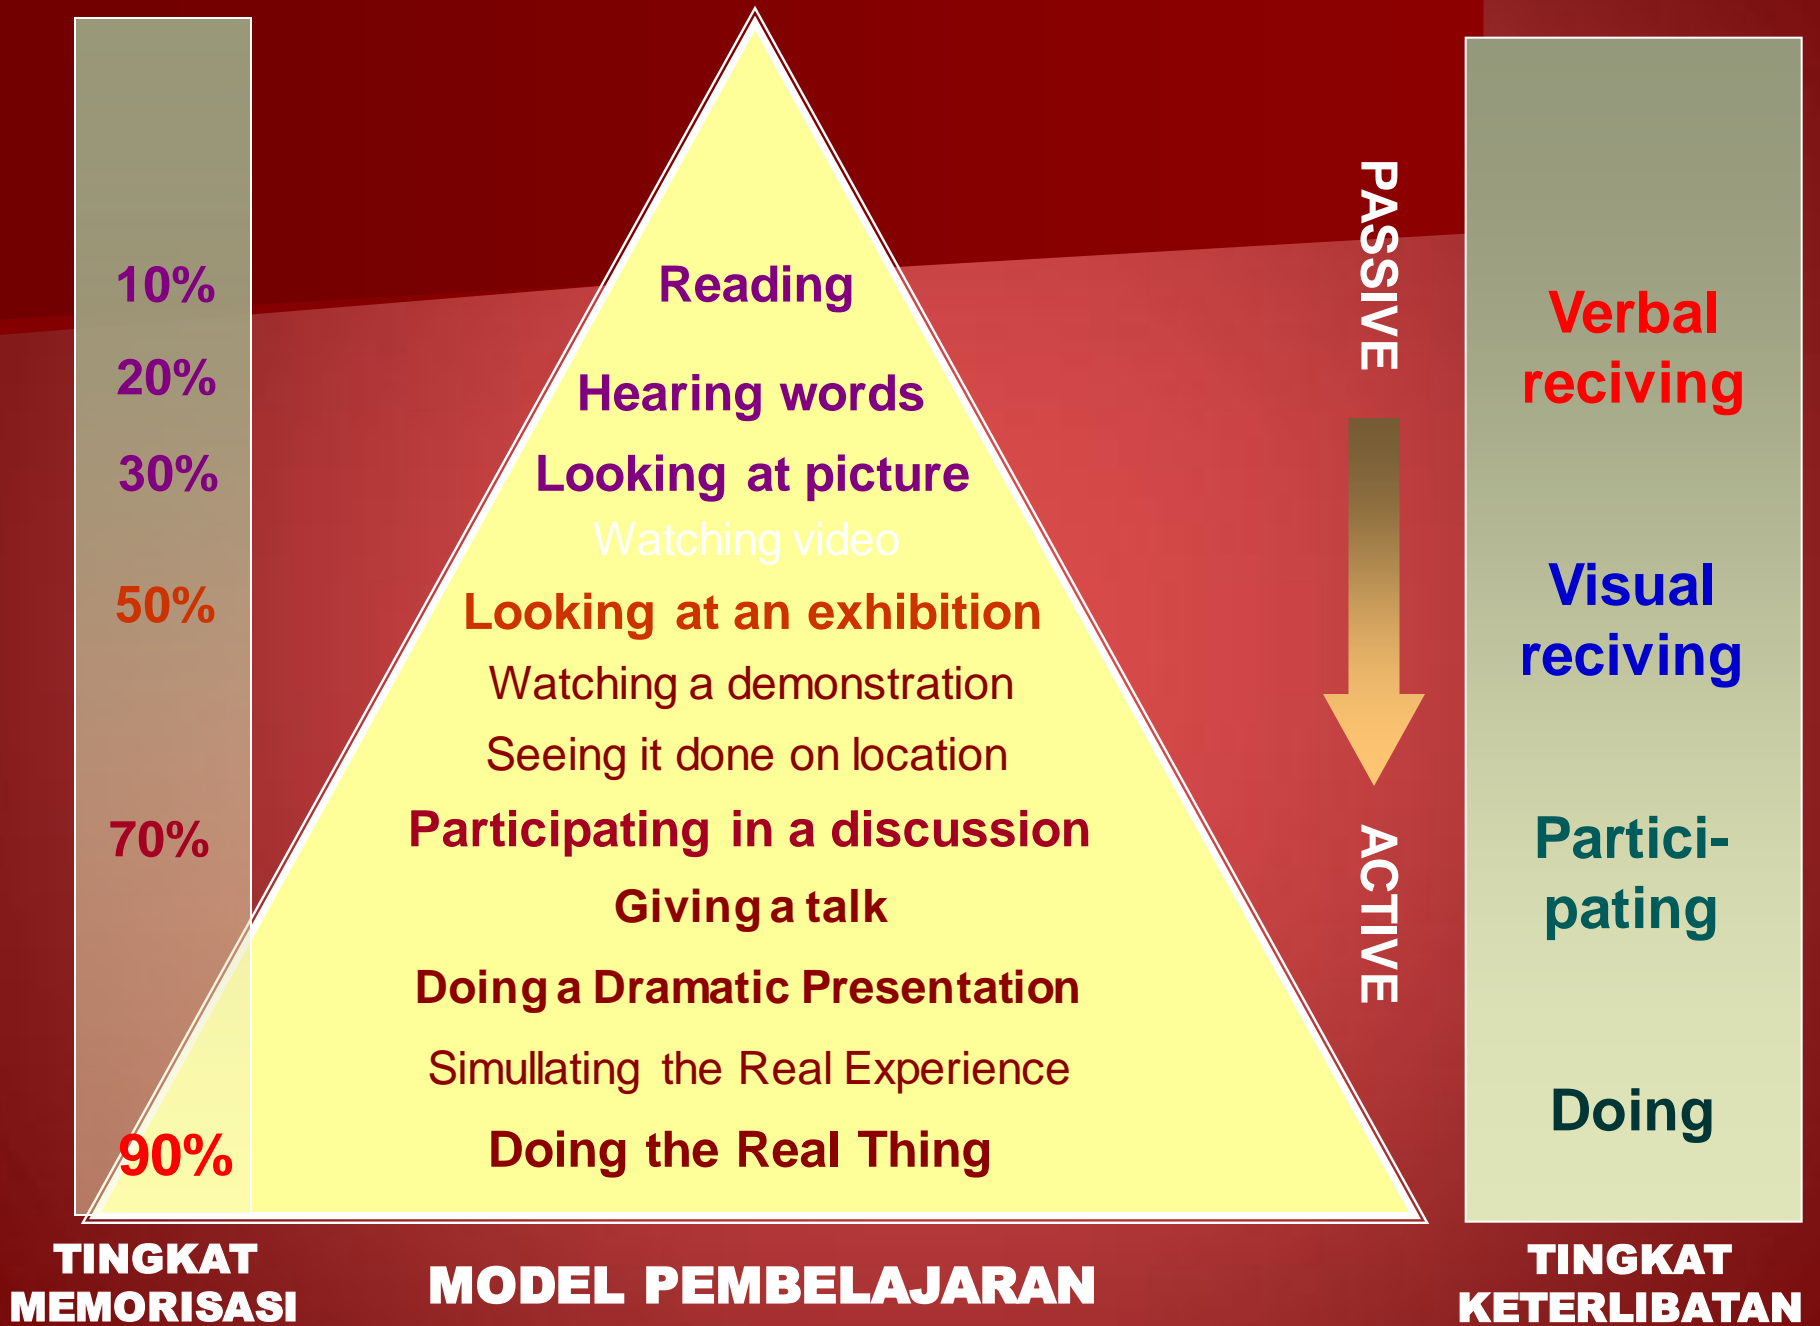 10%
20%
30%
50%
70%
90%
TINGKAT
MEMORISASI
Reading
Hearing words
Looking at picture
Watching video
Looking at an exhibition
Watching a demonstration
Seeing it done on location
Participating in a discussion
Giving a talk
Doing a Dramatic Presentation
Simullating the Real Experience
Doing the Real Thing
MODEL PEMBELAJARAN
PASSIVE
ACTIVE
Verbal
reciving
Visual
reciving
Partici-
pating
Doing
TINGKAT
KETERLIBATAN